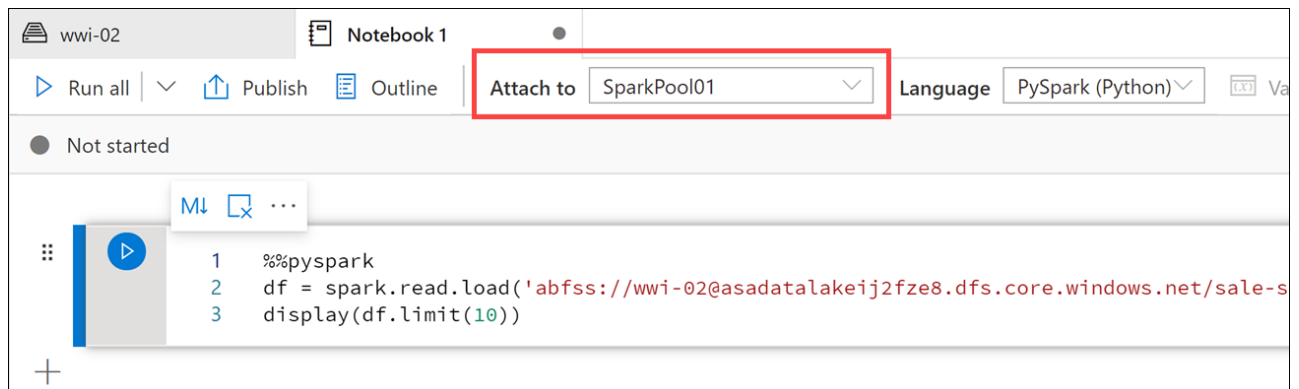 wwi-02
Notebook 1
Run all
Publish
Outline
Attach to
SparkPool01
Language
PySpark (Python)
Va
Not started
M↓
...
1 %%pyspark
2 df = spark.read.load('abfss://wwi-02@asadatalakeij2fze8.dfs.core.windows.net/sale-s
3 display(df.limit(10))